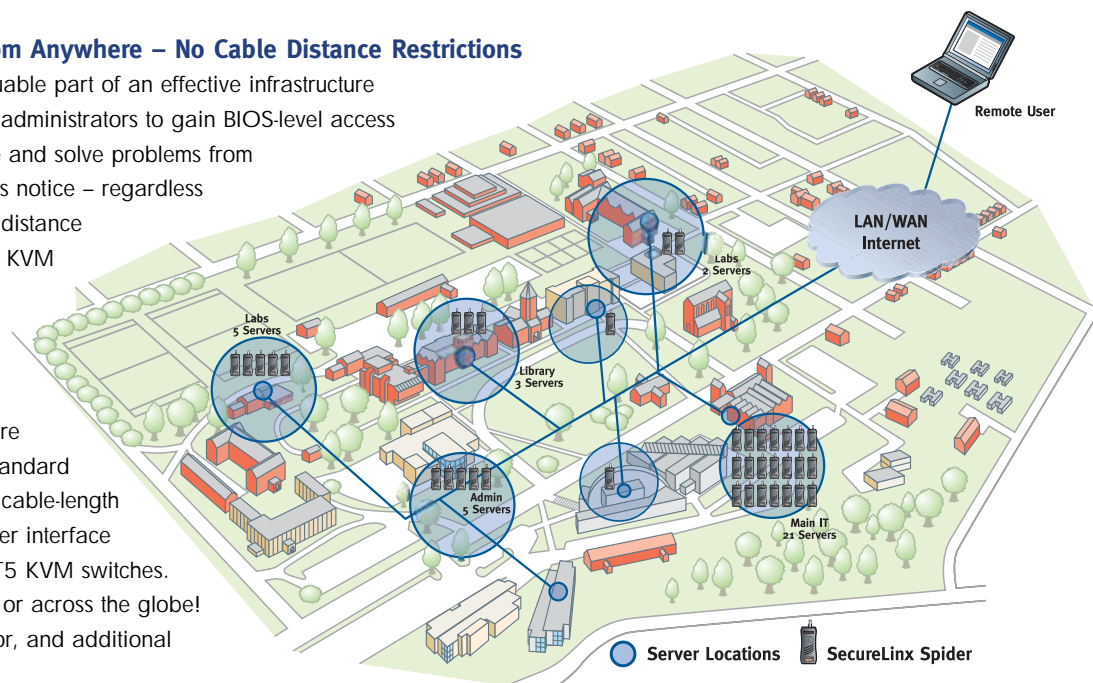 om Anywhere – No Cable Distance Restrictions
uable part of an effective infrastructure
administrators to gain BIOS-level access
e and solve problems from
s notice – regardless
distance
KVM
re
andard
cable-length
er interface
T5 KVM switches.
or across the globe!
or, and additional
Remote User
LAN/WAN
Internet
Labs
2 Servers
Labs
5 Servers
Library
3 Servers
Admin
5 Servers
Main IT
21 Servers
Server Locations
SecureLinx Spider